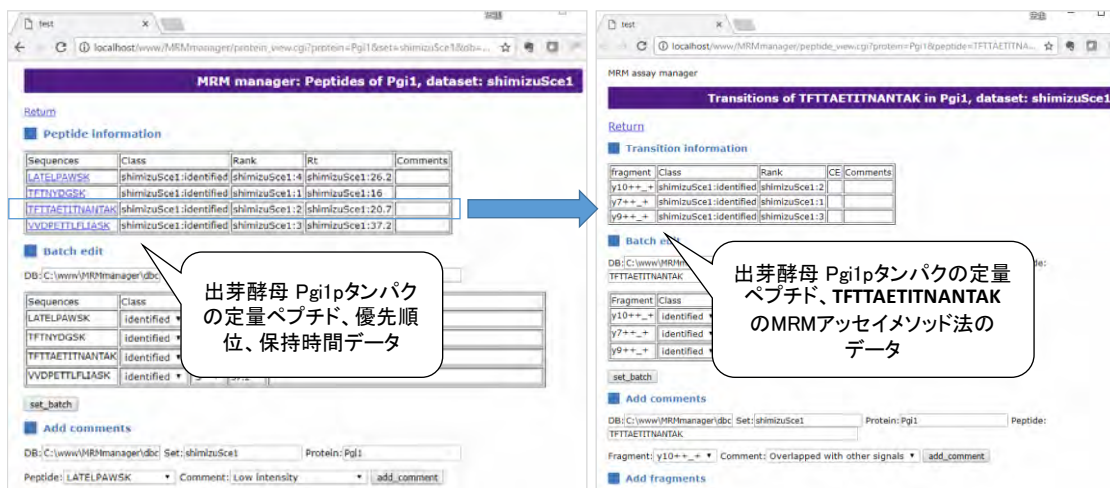 test
localhost/www/MRMmanager/protein_view.cgi?protein=Pgi1&set=shimizuSce1&db=...
MRM manager: Peptides of Pgi1, dataset: shimizuSce1
Return
Peptide information
Sequences Class Rank Rt Comments
LATELPAWSK shimizuSce1:identified shimizuSce1:4 shimizuSce1:26.2
TFTNYDGSK shimizuSce1:identified shimizuSce1:1 shimizuSce1:16
TFTTAETITNANTAK shimizuSce1:identified shimizuSce1:2 shimizuSce1:20.7
VVDPETTLFLIASK shimizuSce1:identified shimizuSce1:3 shimizuSce1:37.2
Batch edit
DB: C:\www\MRMmanager\dbc
Sequences Class
LATELPAWSK identified
TFTNYDGSK identified
TFTTAETITNANTAK identified
VVDPETTLFLIASK identified
出芽酵母 Pgi1pタンパク
の定量ペプチド、優先順
位、保持時間データ
set_batch
Add comments
DB: C:\www\MRMmanager\dbc Set: shimizuSce1 Protein: Pgi1
Peptide: LATELPAWSK Comment: Low intensity add_comment
test
localhost/www/MRMmanager/peptide_view.cgi?protein=Pgi1&peptide=TFTTAETITNA...
MRM assay manager
Transitions of TFTTAETITNANTAK in Pgi1, dataset: shimizuSce1
Return
Transition information
fragment Class Rank CE Comments
y10++_+ shimizuSce1:identified shimizuSce1:2
y7++_+ shimizuSce1:identified shimizuSce1:1
y9++_+ shimizuSce1:identified shimizuSce1:3
Batch
DB: C:\www\MRMm
TFTTAETITNANTAK
Fragment Class
y10++_+ identified
y7++_+ identified
y9++_+ identified
出芽酵母 Pgi1pタンパクの定量
ペプチド、TFTTAETITNANTAK
のMRMアッセイメソッド法の
データ
set_batch
Add comments
DB: C:\www\MRMmanager\dbc Set: shimizuSce1 Protein: Pgi1 Peptide:
TFTTAETITNANTAK
Fragment: y10++_+ Comment: Overlapped with other signals add_comment
Add fragments